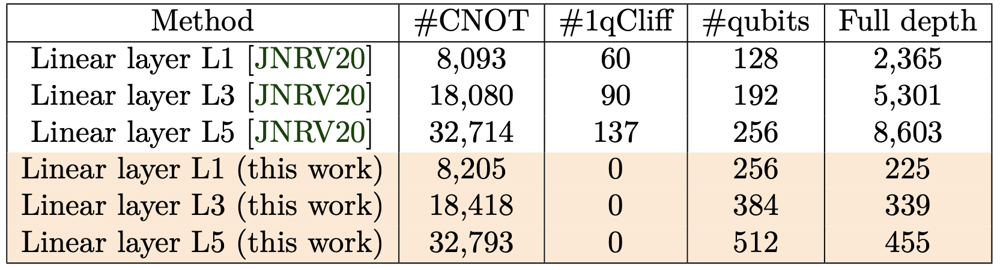 Method #CNOT #1qCliff #qubits Full depth
Linear layer L1 [JNRV20] 8,093 60 128 2,365
Linear layer L3 [JNRV20] 18,080 90 192 5,301
Linear layer L5 [JNRV20] 32,714 137 256 8,603
Linear layer L1 (this work) 8,205 0 256 225
Linear layer L3 (this work) 18,418 0 384 339
Linear layer L5 (this work) 32,793 0 512 455